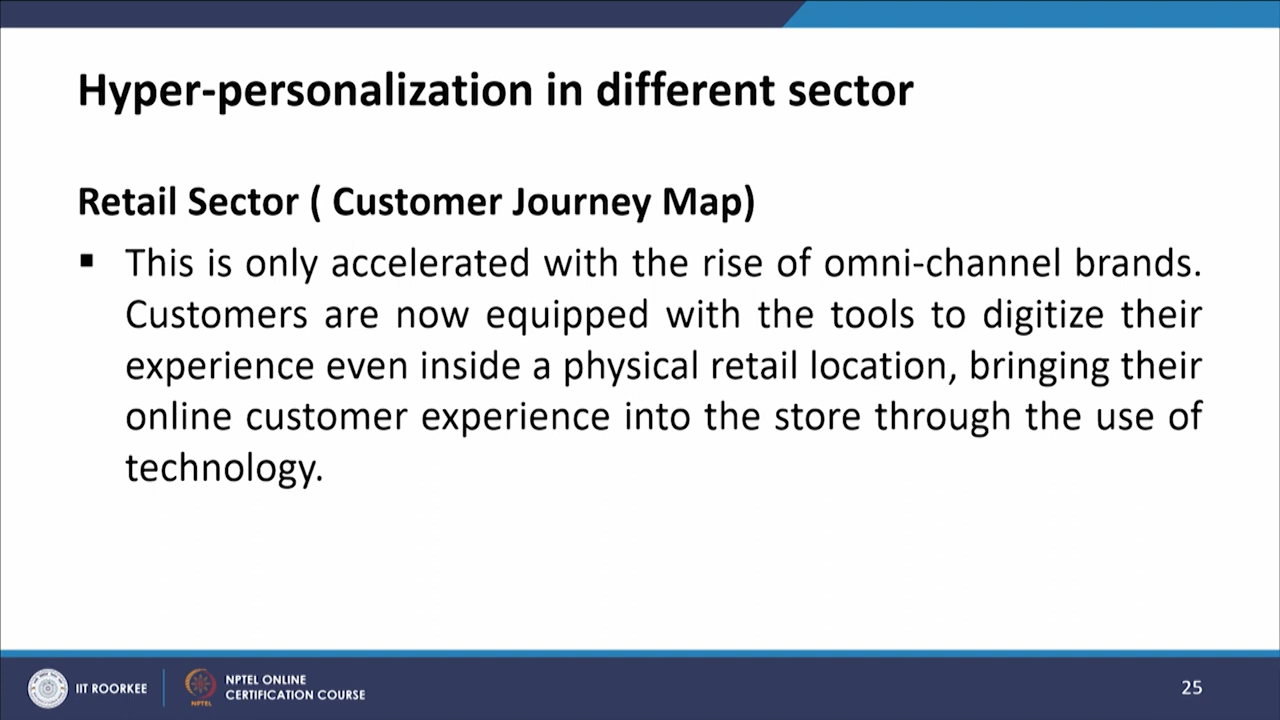 Hyper-personalization in different sector
Retail Sector ( Customer Journey Map)
▪ This is only accelerated with the rise of omni-channel brands.
Customers are now equipped with the tools to digitize their
experience even inside a physical retail location, bringing their
online customer experience into the store through the use of
technology.
IIT ROORKEE
NPTEL
NPTEL ONLINE
CERTIFICATION COURSE
25